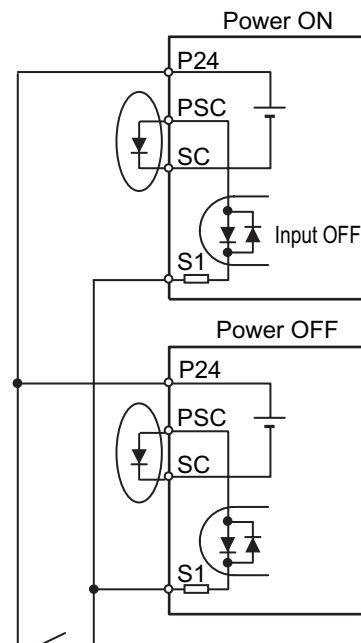 Power ON
P24
PSC
SC
Input OFF
S1
Power OFF
P24
PSC
SC
S1